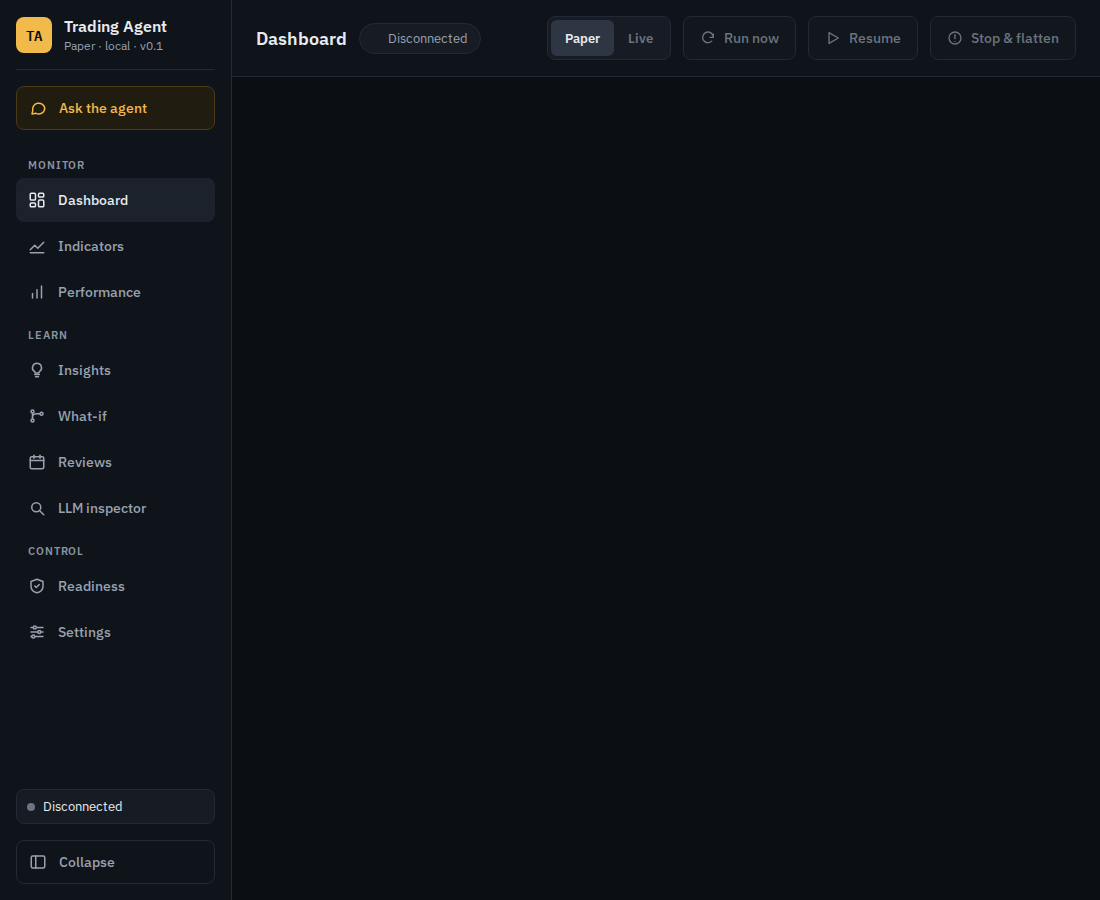 TA
Trading Agent
Paper · local · v0.1
Ask the agent
MONITOR
Dashboard
Indicators
Performance
LEARN
Insights
What-if
Reviews
LLM inspector
CONTROL
Readiness
Settings
Disconnected
Collapse
Dashboard
Disconnected
Paper
Live
Run now
Resume
Stop & flatten